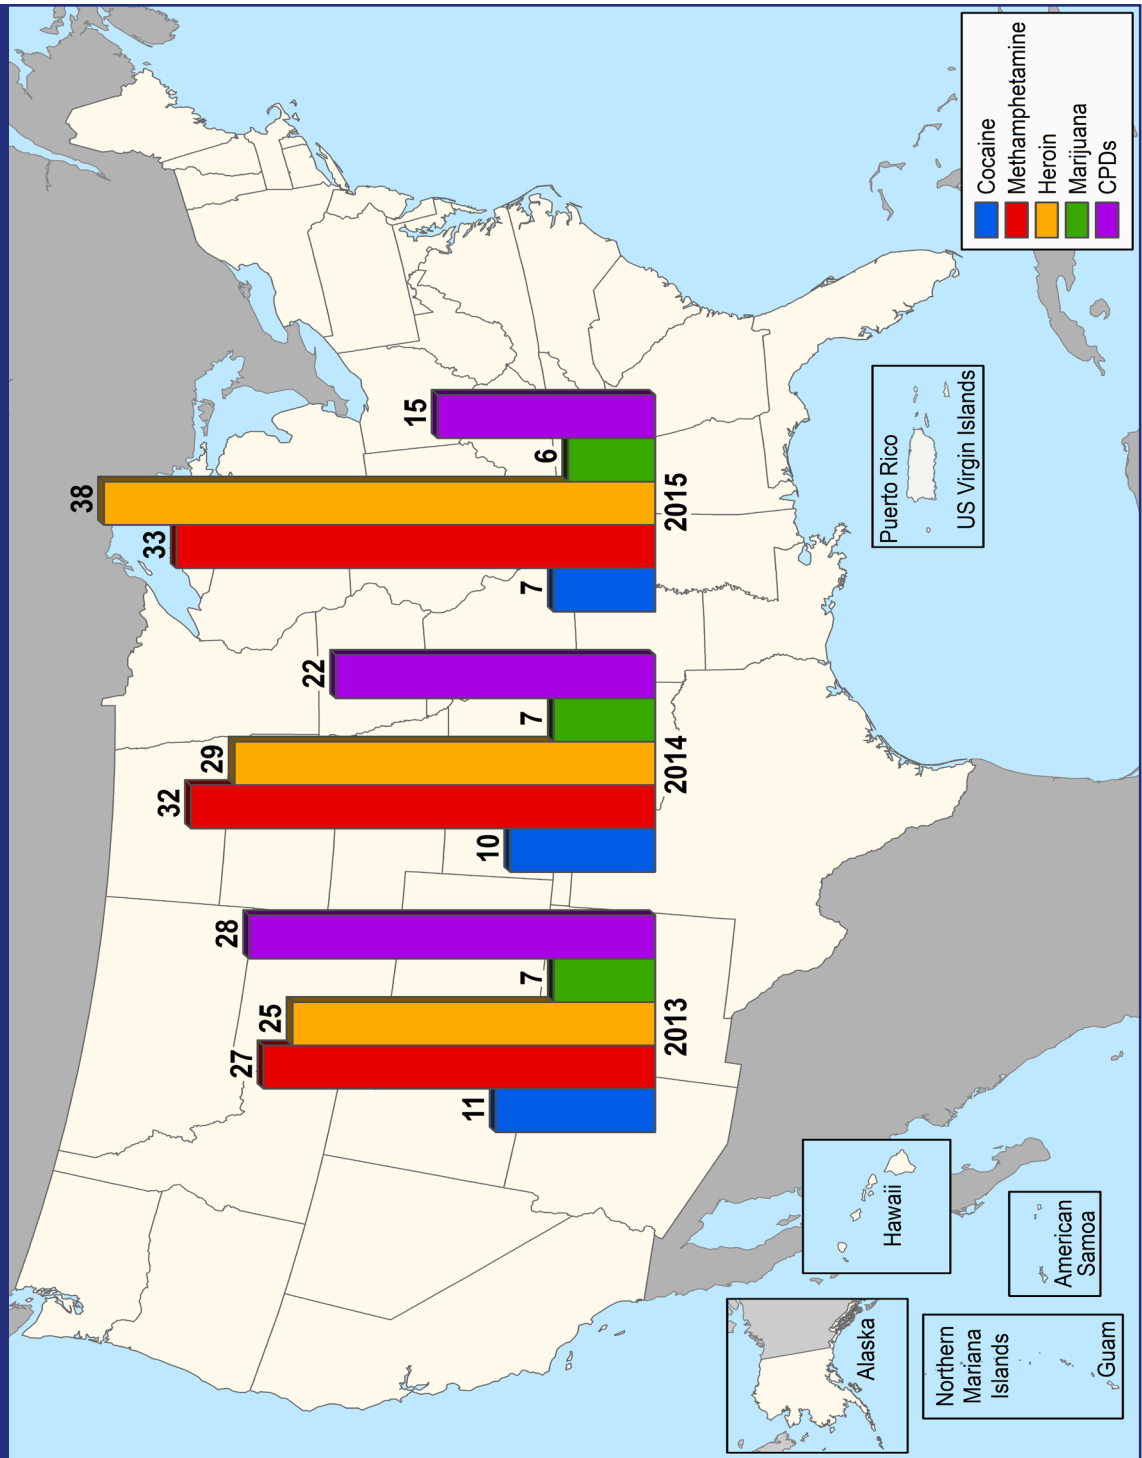 38
33
32
29
28
27
25
22
15
11
10
7
7
7
6
2013
2014
2015
Cocaine
Methamphetamine
Heroin
Marijuana
CPDs
Puerto Rico
US Virgin Islands
Hawaii
American
Samoa
Alaska
Northern
Mariana
Islands
Guam